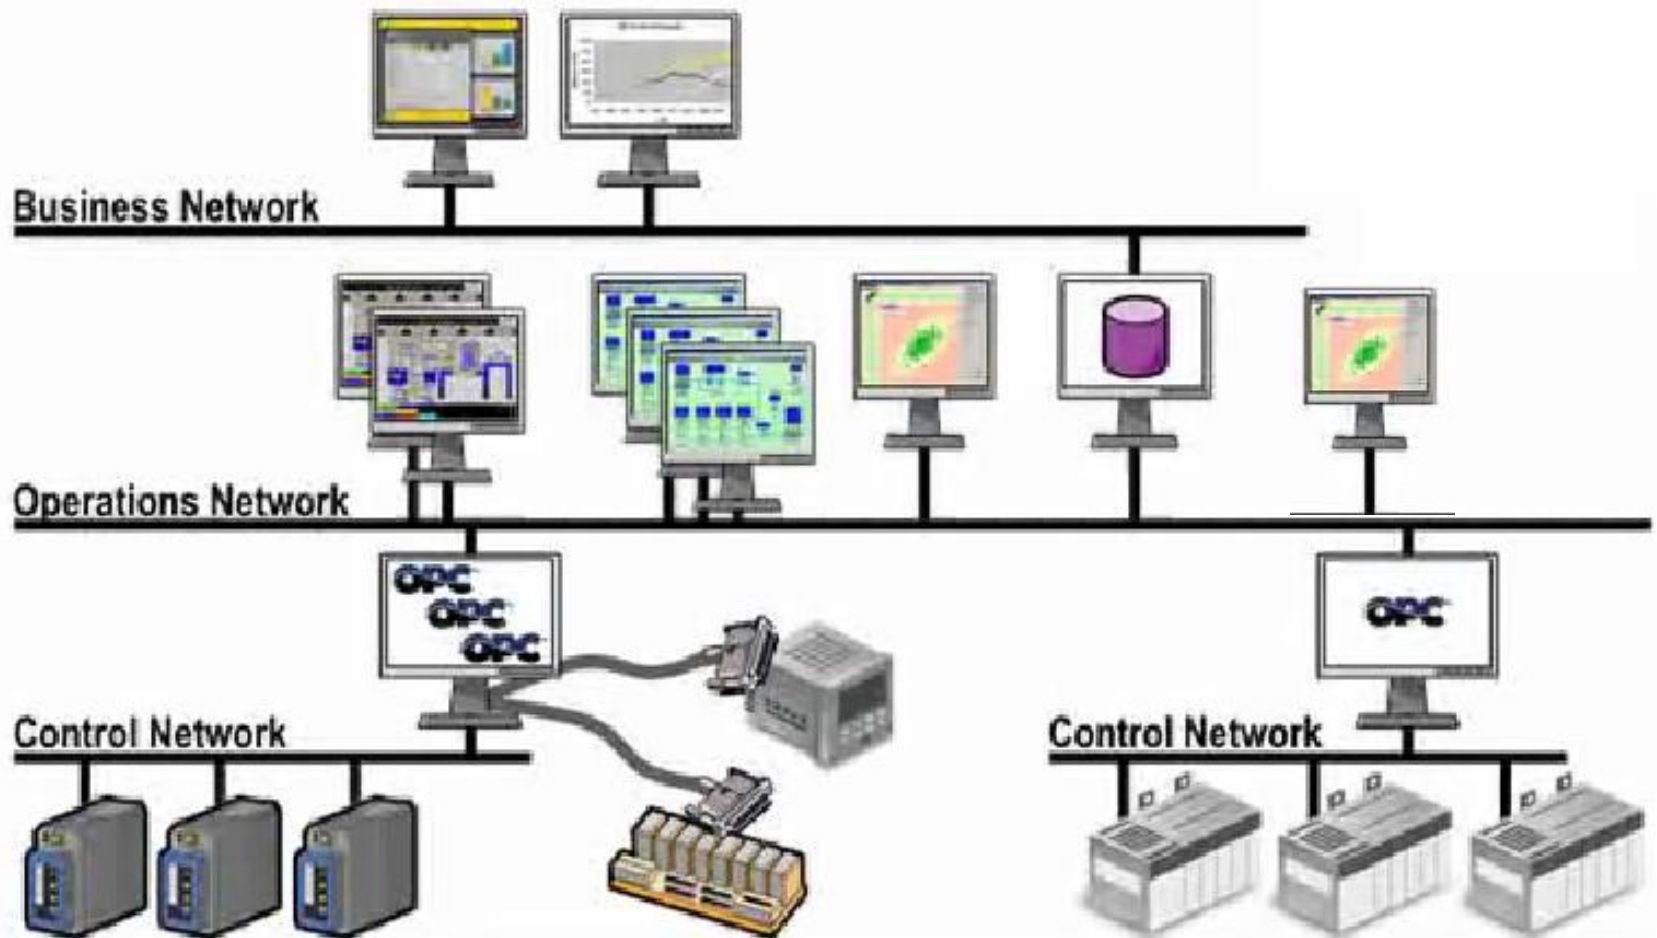 Business Network
Operations Network
OPC
OPC
OPC
OPC
Control Network
Control Network